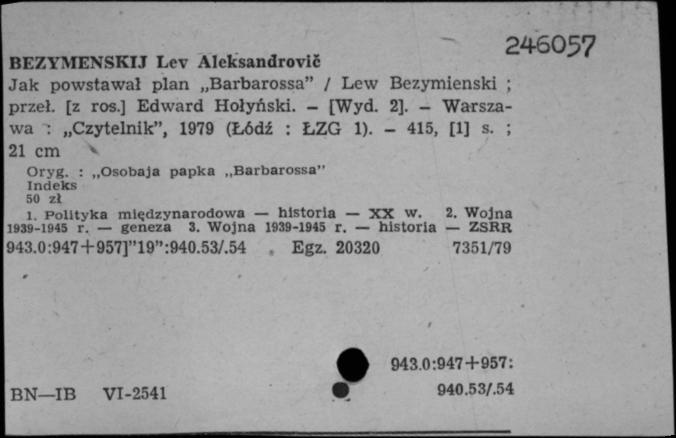 246057
BEZYMENSKIJ Lev Aleksandrovič
Jak powstawał plan „Barbarossa” / Lew Bezymienski ;
przeł. [z ros.] Edward Hołyński. — [Wyd. 2]. — Warsza-
wa : „Czytelnik”, 1979 (Łódź : ŁZG 1). — 415, [1] s. ;
21 cm
Oryg. : „Osobaja papka „Barbarossa”
Indeks
50 zł
1. Polityka międzynarodowa — historia — XX w. 2. Wojna
1939-1945 r. — geneza 3. Wojna 1939-1945 r. — historia — ZSRR
943.0:947+957]”19”:940.53/.54 Egz. 20320 7351/79
943.0:947+957:
BN—IB VI-2541 940.53/.54